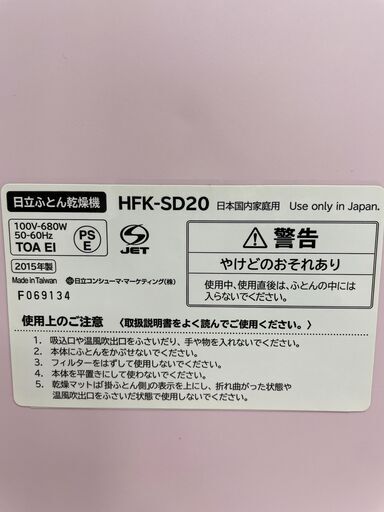 日立ふとん乾燥機 HFK-SD20 日本国内家庭用 Use only in Japan.
100V-680W
50-60Hz
TOA EI
PS
E
JET
2015年製
Made in Taiwan 日立コンシューマ・マーケティング(株)
F069134
警告
やけどのおそれあり
使用中、使用直後は、ふとんの中には
入らないでください。
使用上のご注意 〈取扱説明書をよく読んでご使用ください。〉
1. 吸込口や温風吹出口をふさいだり、手や物を入れないでください。
2. 本体にふとんをかぶせないでください。
3. フィルターをはずして使用しないでください。
4. 本体を平置きにして使わないでください。
5. 乾燥マットは「掛ふとん側」の表示を上にし、折れ曲がった状態や
温風吹出口をふさいだ状態で使用しないでください。